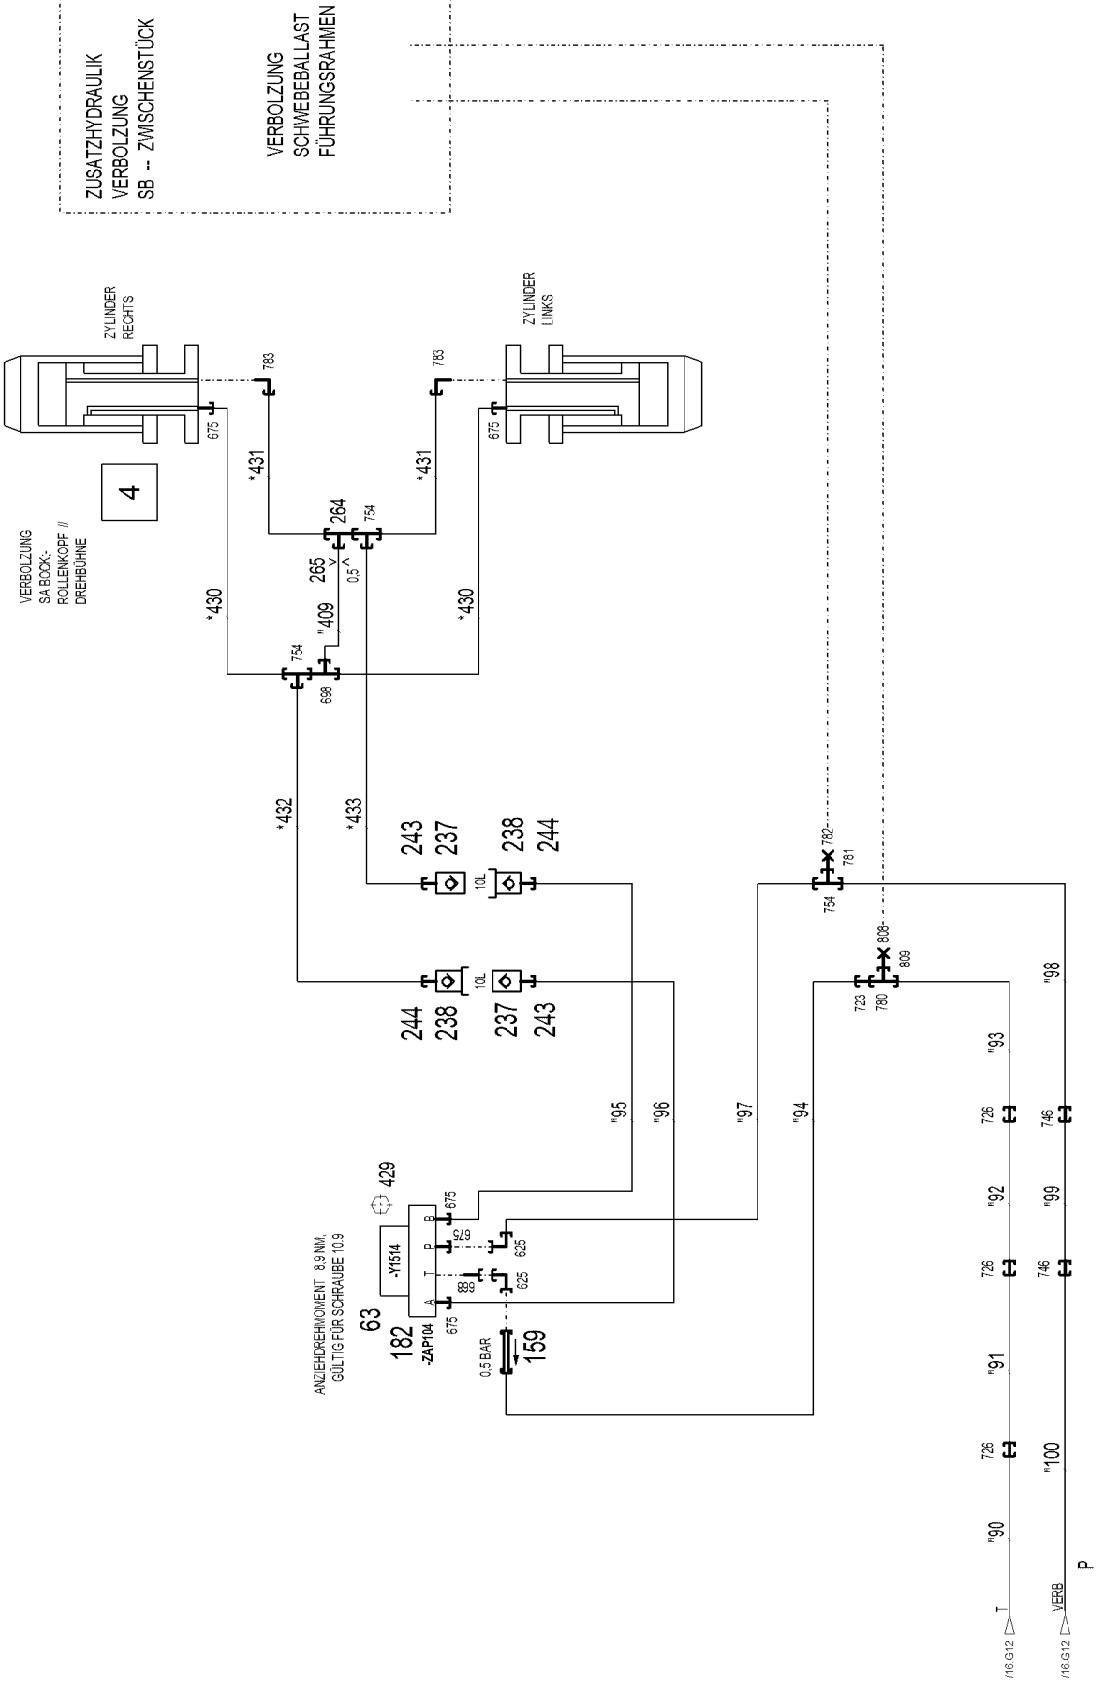 ZUSATZHYDRAULIK
VERBOLZUNG
SB -- ZWISCHENSTÜCK
VERBOLZUNG
SCHWEBEBALLAST
FÜHRUNGSRAHMEN
ZYLINDER
RECHTS
ZYLINDER
LINKS
VERBOLZUNG
SA BOCK:-
ROLLENKOPF //
DREHBÜHNE
4
675
783
783
675
*431
*431
*430
*430
264
754
265
0,5
"409
754
698
*432
*433
243
237
10L
238
244
244
238
10L
237
243
782
781
754
808
809
723
780
"95
"96
"97
"94
"93
"98
726
746
"92
"99
726
746
"91
"100
726
"90
ANZIEHDREHMOMENT 8,9 NM,
GÜLTIG FÜR SCHRAUBE 10.9
429
-Y1514
63
182
-ZAP104
A
T
P
B
675
675
675
698
625
625
0,5 BAR
159
T
VERB
P
/16.G12
/16.G12